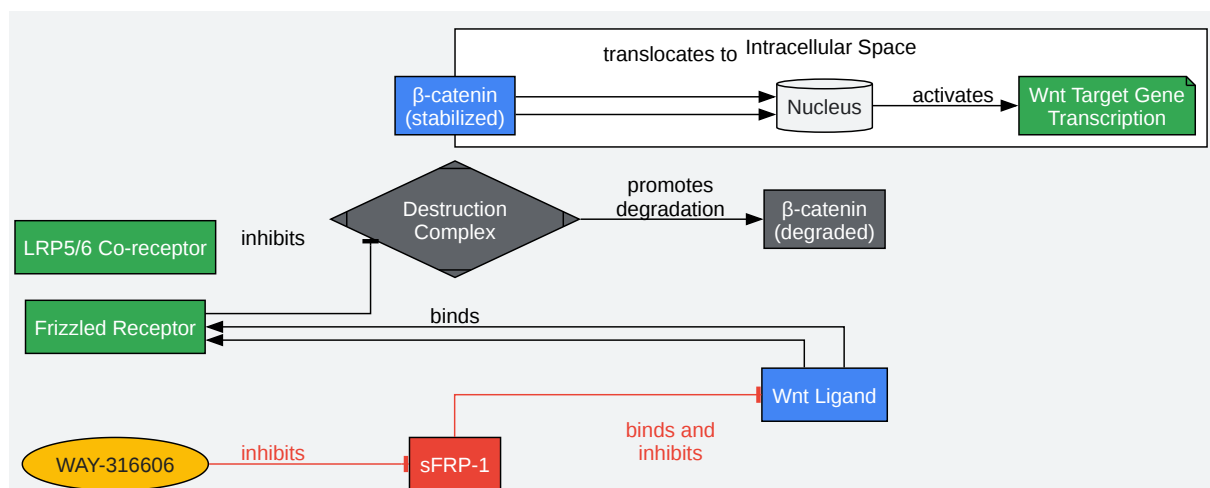 translocates to
Intracellular Space
β-catenin
(stabilized)
Nucleus
activates
Wnt Target Gene
Transcription
promotes
degradation
Destruction
Complex
β-catenin
(degraded)
LRP5/6 Co-receptor
inhibits
Frizzled Receptor
binds
Wnt Ligand
binds and
inhibits
WAY-316606
inhibits
sFRP-1